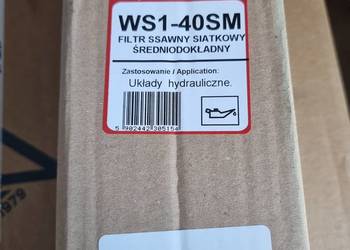 WS1-40SM
FILTR SSAWNY SIATKOWY
ŚREDNIODOKŁADNY
Zastosowanie / Application:
Układy hydrauliczne.
5 902442 305154